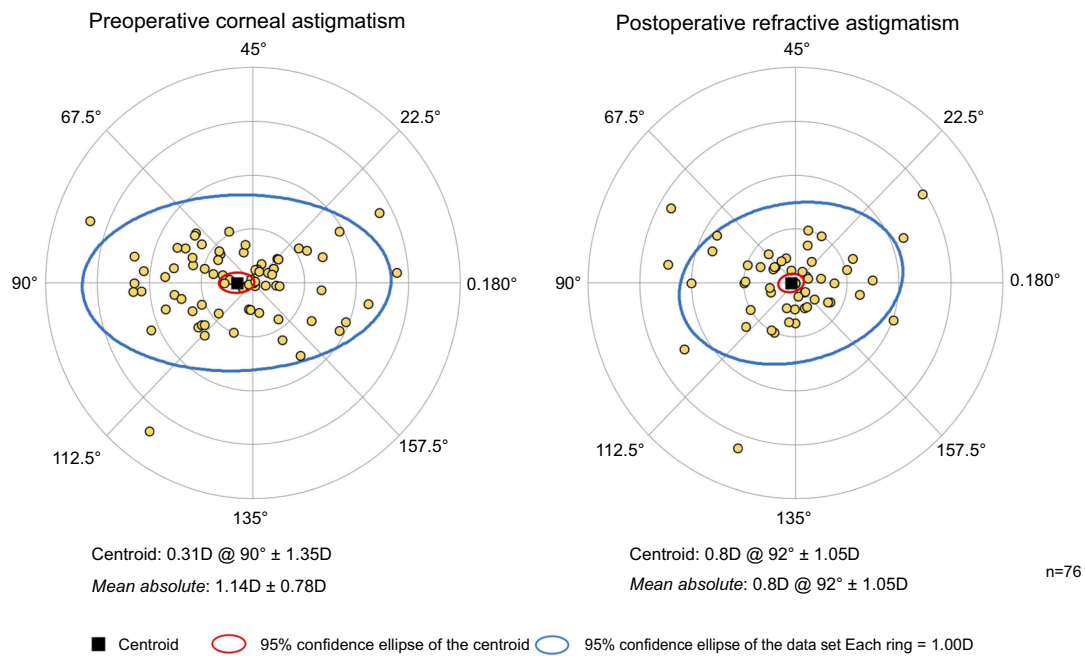 Preoperative corneal astigmatism
45°
67.5°
22.5°
90°
0.180°
112.5°
157.5°
135°
Centroid: 0.31D @ 90° ± 1.35D
Mean absolute: 1.14D ± 0.78D
Postoperative refractive astigmatism
45°
67.5°
22.5°
90°
0.180°
112.5°
157.5°
135°
Centroid: 0.8D @ 92° ± 1.05D
Mean absolute: 0.8D @ 92° ± 1.05D
n=76
Centroid 95% confidence ellipse of the centroid 95% confidence ellipse of the data set Each ring = 1.00D